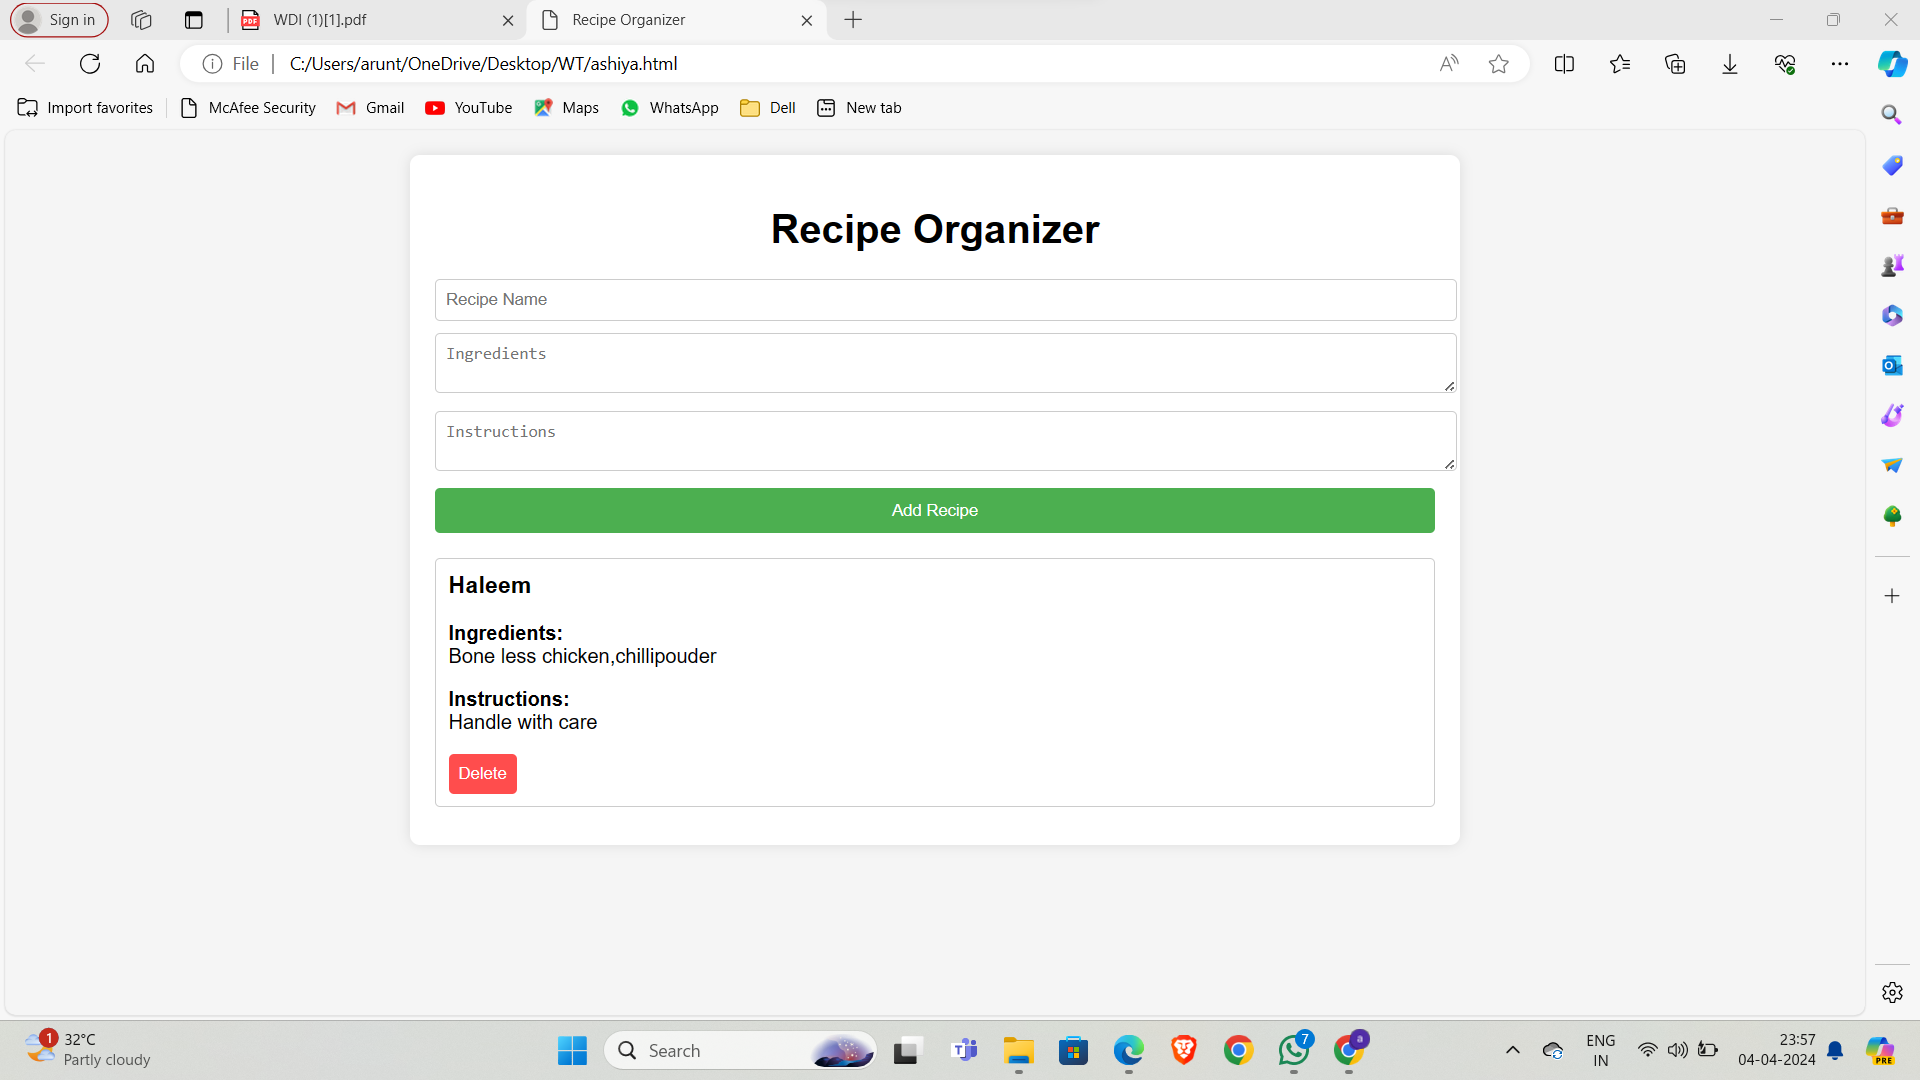 Sign in
PDF
WDI (1)[1].pdf
Recipe Organizer
File
C:/Users/arunt/OneDrive/Desktop/WT/ashiya.html
Import favorites
McAfee Security
Gmail
YouTube
Maps
WhatsApp
Dell
New tab
Recipe Organizer
Recipe Name
Ingredients
Instructions
Add Recipe
Haleem
Ingredients:
Bone less chicken,chillipouder
Instructions:
Handle with care
Delete
1
32°C
Partly cloudy
Search
7
a
ENG
IN
23:57
04-04-2024
PRE